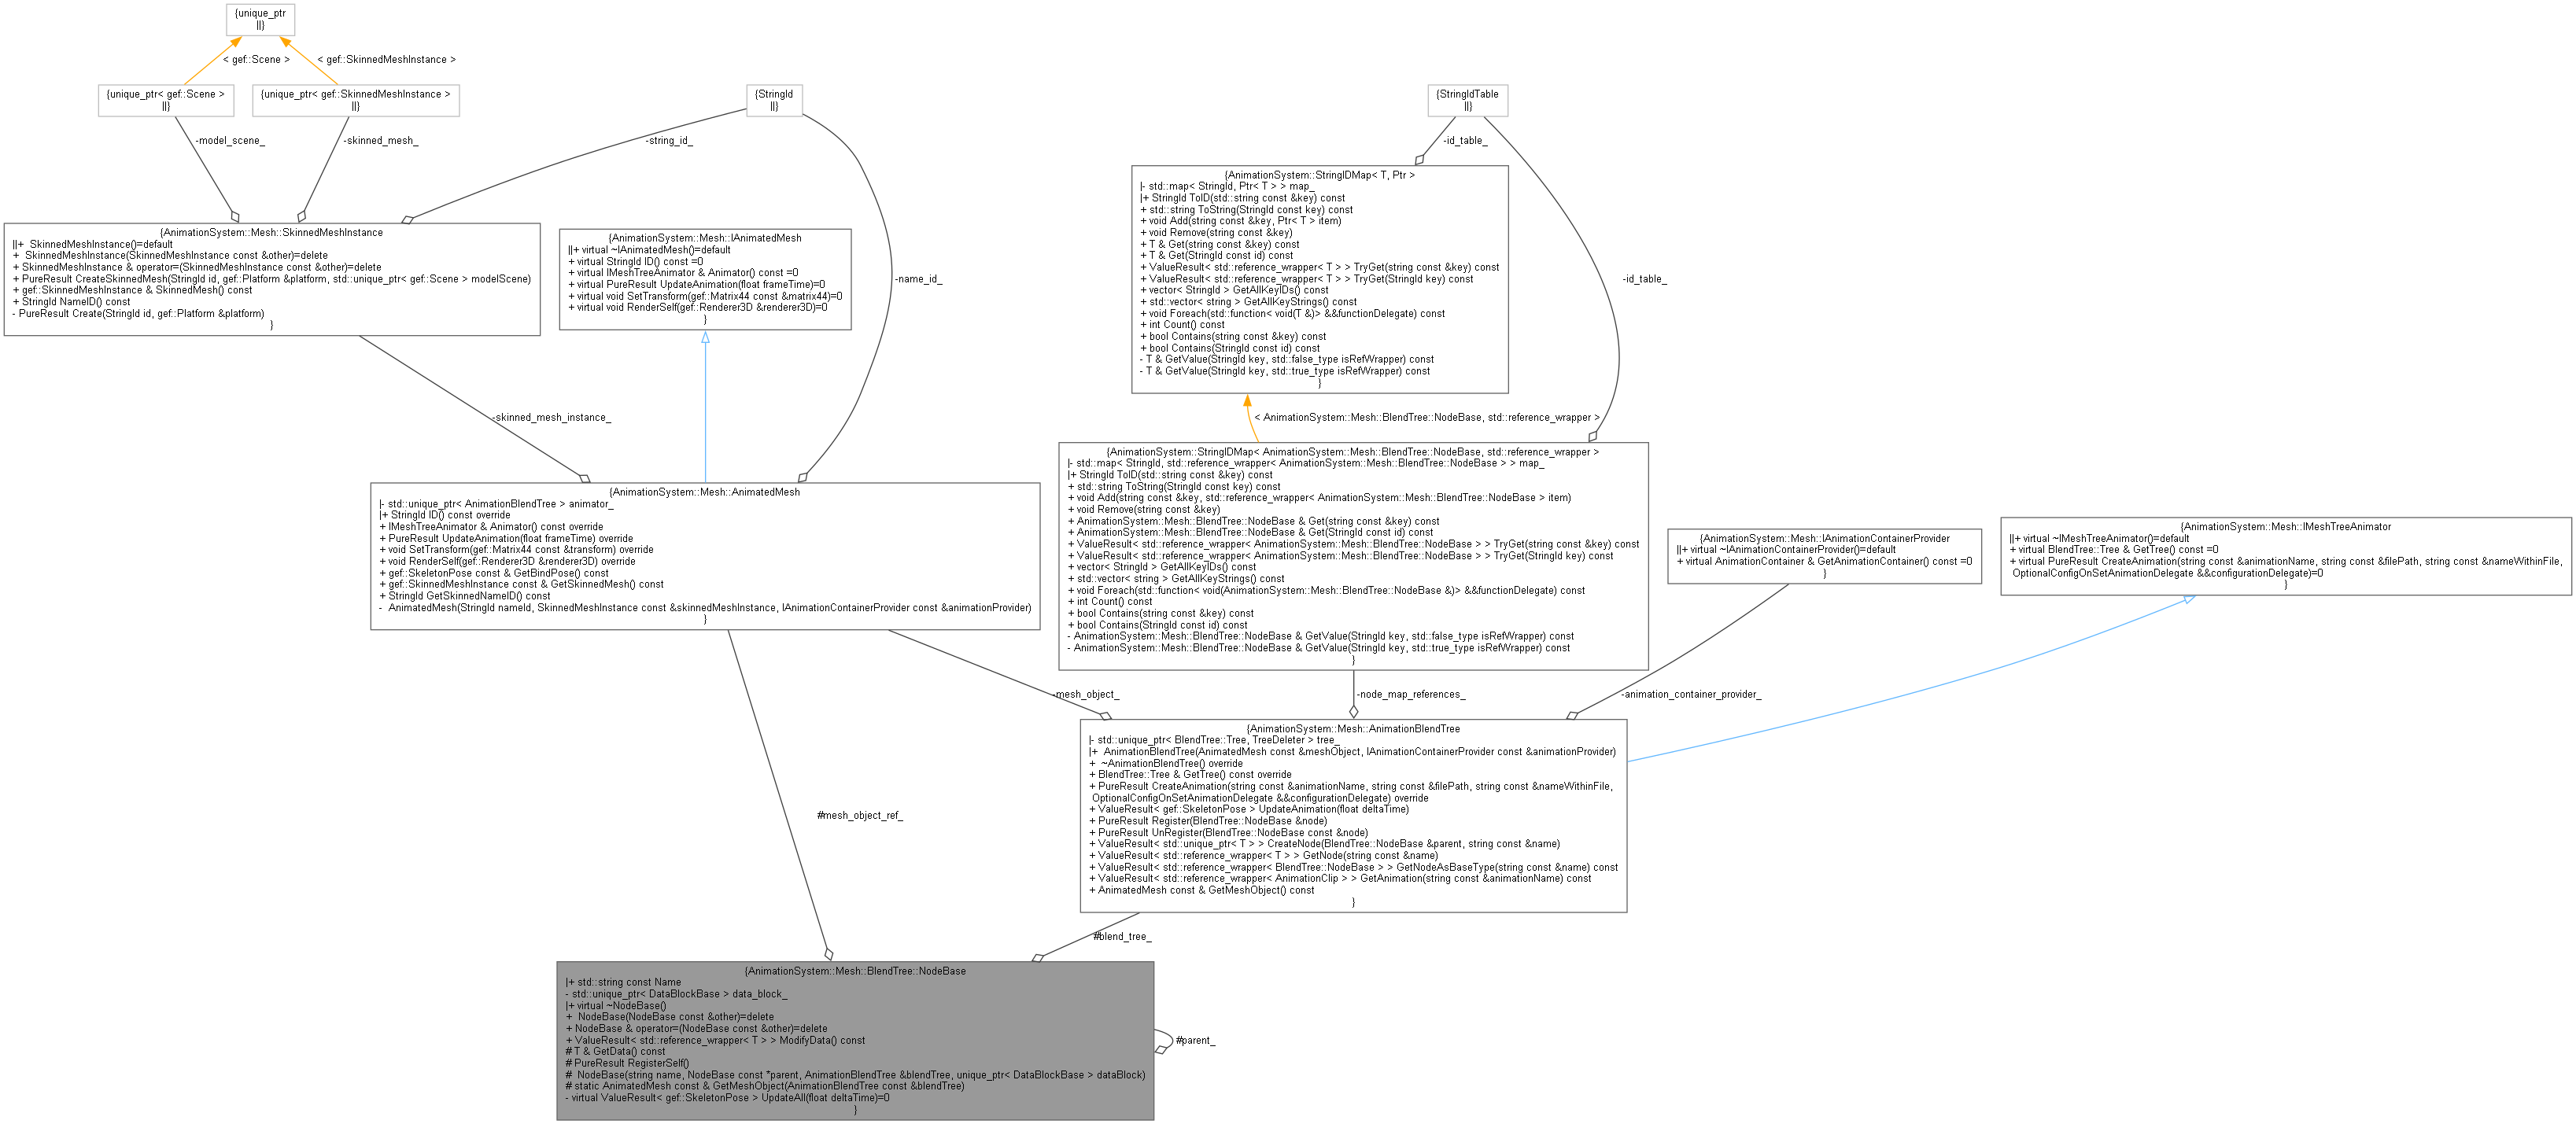 {unique_ptr
||}
< gef::Scene >
< gef::SkinnedMeshInstance >
{unique_ptr< gef::Scene >
||}
{unique_ptr< gef::SkinnedMeshInstance >
||}
{StringId
||}
{StringIdTable
||}
-model_scene_
-skinned_mesh_
-string_id_
-id_table_
{AnimationSystem::StringIDMap< T, Ptr >
|- std::map< StringId, Ptr< T > > map_
|+ StringId ToID(std::string const &key) const
+ std::string ToString(StringId const key) const
+ void Add(string const &key, Ptr< T > item)
+ void Remove(string const &key)
+ T & Get(string const &key) const
+ T & Get(StringId const id) const
+ ValueResult< std::reference_wrapper< T > > TryGet(string const &key) const
+ ValueResult< std::reference_wrapper< T > > TryGet(StringId key) const
+ vector< StringId > GetAllKeyIDs() const
+ std::vector< string > GetAllKeyStrings() const
+ void Foreach(std::function< void(T &)> &&functionDelegate) const
+ int Count() const
+ bool Contains(string const &key) const
+ bool Contains(StringId const id) const
- T & GetValue(StringId key, std::false_type isRefWrapper) const
- T & GetValue(StringId key, std::true_type isRefWrapper) const
}
{AnimationSystem::Mesh::SkinnedMeshInstance
||+  SkinnedMeshInstance()=default
+  SkinnedMeshInstance(SkinnedMeshInstance const &other)=delete
+ SkinnedMeshInstance & operator=(SkinnedMeshInstance const &other)=delete
+ PureResult CreateSkinnedMesh(StringId id, gef::Platform &platform, std::unique_ptr< gef::Scene > modelScene)
+ gef::SkinnedMeshInstance & SkinnedMesh() const
+ StringId NameID() const
- PureResult Create(StringId id, gef::Platform &platform)
}
{AnimationSystem::Mesh::IAnimatedMesh
||+ virtual ~IAnimatedMesh()=default
+ virtual StringId ID() const =0
+ virtual IMeshTreeAnimator & Animator() const =0
+ virtual PureResult UpdateAnimation(float frameTime)=0
+ virtual void SetTransform(gef::Matrix44 const &matrix44)=0
+ virtual void RenderSelf(gef::Renderer3D &renderer3D)=0
}
-name_id_
-id_table_
-skinned_mesh_instance_
< AnimationSystem::Mesh::BlendTree::NodeBase, std::reference_wrapper >
{AnimationSystem::Mesh::AnimatedMesh
|- std::unique_ptr< AnimationBlendTree > animator_
|+ StringId ID() const override
+ IMeshTreeAnimator & Animator() const override
+ PureResult UpdateAnimation(float frameTime) override
+ void SetTransform(gef::Matrix44 const &transform) override
+ void RenderSelf(gef::Renderer3D &renderer3D) override
+ gef::SkeletonPose const & GetBindPose() const
+ gef::SkinnedMeshInstance const & GetSkinnedMesh() const
+ StringId GetSkinnedNameID() const
-  AnimatedMesh(StringId nameId, SkinnedMeshInstance const &skinnedMeshInstance, IAnimationContainerProvider const &animationProvider)
}
{AnimationSystem::StringIDMap< AnimationSystem::Mesh::BlendTree::NodeBase, std::reference_wrapper >
|- std::map< StringId, std::reference_wrapper< AnimationSystem::Mesh::BlendTree::NodeBase > > map_
|+ StringId ToID(std::string const &key) const
+ std::string ToString(StringId const key) const
+ void Add(string const &key, std::reference_wrapper< AnimationSystem::Mesh::BlendTree::NodeBase > item)
+ void Remove(string const &key)
+ AnimationSystem::Mesh::BlendTree::NodeBase & Get(string const &key) const
+ AnimationSystem::Mesh::BlendTree::NodeBase & Get(StringId const id) const
+ ValueResult< std::reference_wrapper< AnimationSystem::Mesh::BlendTree::NodeBase > > TryGet(string const &key) const
+ ValueResult< std::reference_wrapper< AnimationSystem::Mesh::BlendTree::NodeBase > > TryGet(StringId key) const
+ vector< StringId > GetAllKeyIDs() const
+ std::vector< string > GetAllKeyStrings() const
+ void Foreach(std::function< void(AnimationSystem::Mesh::BlendTree::NodeBase &)> &&functionDelegate) const
+ int Count() const
+ bool Contains(string const &key) const
+ bool Contains(StringId const id) const
- AnimationSystem::Mesh::BlendTree::NodeBase & GetValue(StringId key, std::false_type isRefWrapper) const
- AnimationSystem::Mesh::BlendTree::NodeBase & GetValue(StringId key, std::true_type isRefWrapper) const
}
{AnimationSystem::Mesh::IAnimationContainerProvider
||+ virtual ~IAnimationContainerProvider()=default
+ virtual AnimationContainer & GetAnimationContainer() const =0
}
{AnimationSystem::Mesh::IMeshTreeAnimator
||+ virtual ~IMeshTreeAnimator()=default
+ virtual BlendTree::Tree & GetTree() const =0
+ virtual PureResult CreateAnimation(string const &animationName, string const &filePath, string const &nameWithinFile,
OptionalConfigOnSetAnimationDelegate &&configurationDelegate)=0
}
-mesh_object_
-node_map_references_
-animation_container_provider_
{AnimationSystem::Mesh::AnimationBlendTree
|- std::unique_ptr< BlendTree::Tree, TreeDeleter > tree_
|+  AnimationBlendTree(AnimatedMesh const &meshObject, IAnimationContainerProvider const &animationProvider)
+  ~AnimationBlendTree() override
+ BlendTree::Tree & GetTree() const override
+ PureResult CreateAnimation(string const &animationName, string const &filePath, string const &nameWithinFile,
OptionalConfigOnSetAnimationDelegate &&configurationDelegate) override
+ ValueResult< gef::SkeletonPose > UpdateAnimation(float deltaTime)
+ PureResult Register(BlendTree::NodeBase &node)
+ PureResult UnRegister(BlendTree::NodeBase const &node)
+ ValueResult< std::unique_ptr< T > > CreateNode(BlendTree::NodeBase &parent, string const &name)
+ ValueResult< std::reference_wrapper< T > > GetNode(string const &name)
+ ValueResult< std::reference_wrapper< BlendTree::NodeBase > > GetNodeAsBaseType(string const &name) const
+ ValueResult< std::reference_wrapper< AnimationClip > > GetAnimation(string const &animationName) const
+ AnimatedMesh const & GetMeshObject() const
}
#mesh_object_ref_
#blend_tree_
{AnimationSystem::Mesh::BlendTree::NodeBase
|+ std::string const Name
- std::unique_ptr< DataBlockBase > data_block_
|+ virtual ~NodeBase()
+  NodeBase(NodeBase const &other)=delete
+ NodeBase & operator=(NodeBase const &other)=delete
+ ValueResult< std::reference_wrapper< T > > ModifyData() const
# T & GetData() const
# PureResult RegisterSelf()
#  NodeBase(string name, NodeBase const *parent, AnimationBlendTree &blendTree, unique_ptr< DataBlockBase > dataBlock)
# static AnimatedMesh const & GetMeshObject(AnimationBlendTree const &blendTree)
- virtual ValueResult< gef::SkeletonPose > UpdateAll(float deltaTime)=0
}
#parent_